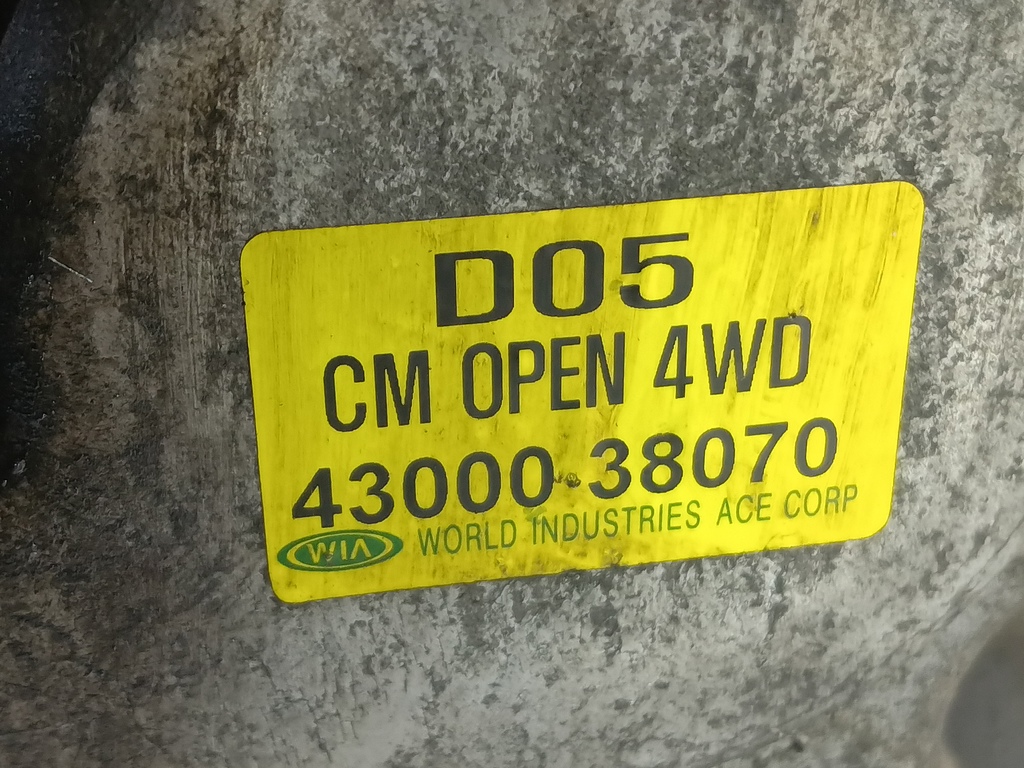 D05
CM OPEN 4WD
43000-38070
WIA WORLD INDUSTRIES ACE CORP